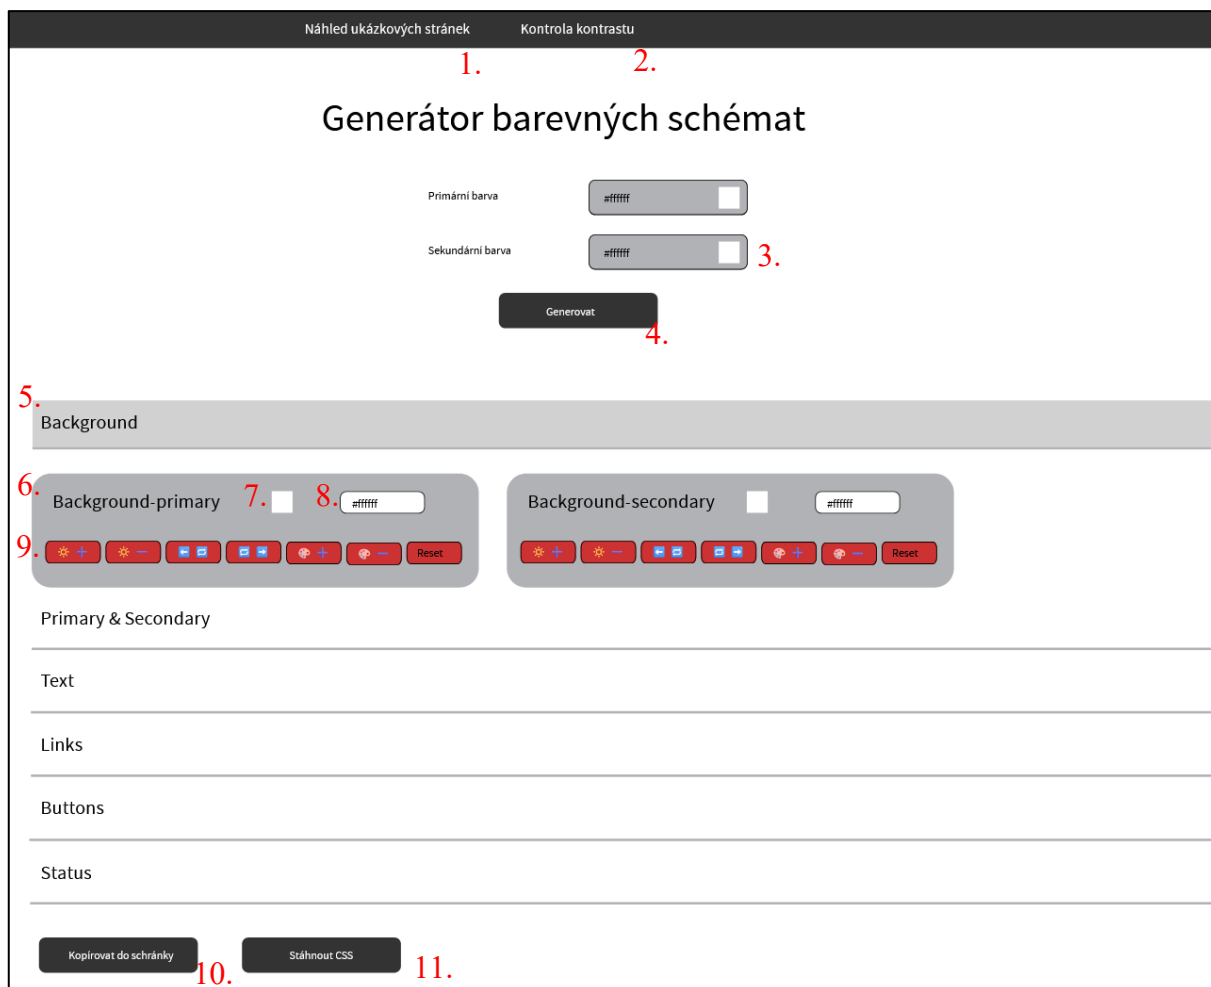 Náhled ukázkových stránek Kontrola kontrastu
1. 2.
Generátor barevných schémat
Primární barva #ffffff
Sekundární barva #ffffff 3.
Generovat
4.
5.
Background
6.
Background-primary 7. 8. #ffffff Background-secondary #ffffff
9. + − + − Reset + − + − Reset
Primary & Secondary
Text
Links
Buttons
Status
Kopírovat do schránky Stáhnout CSS
10. 11.